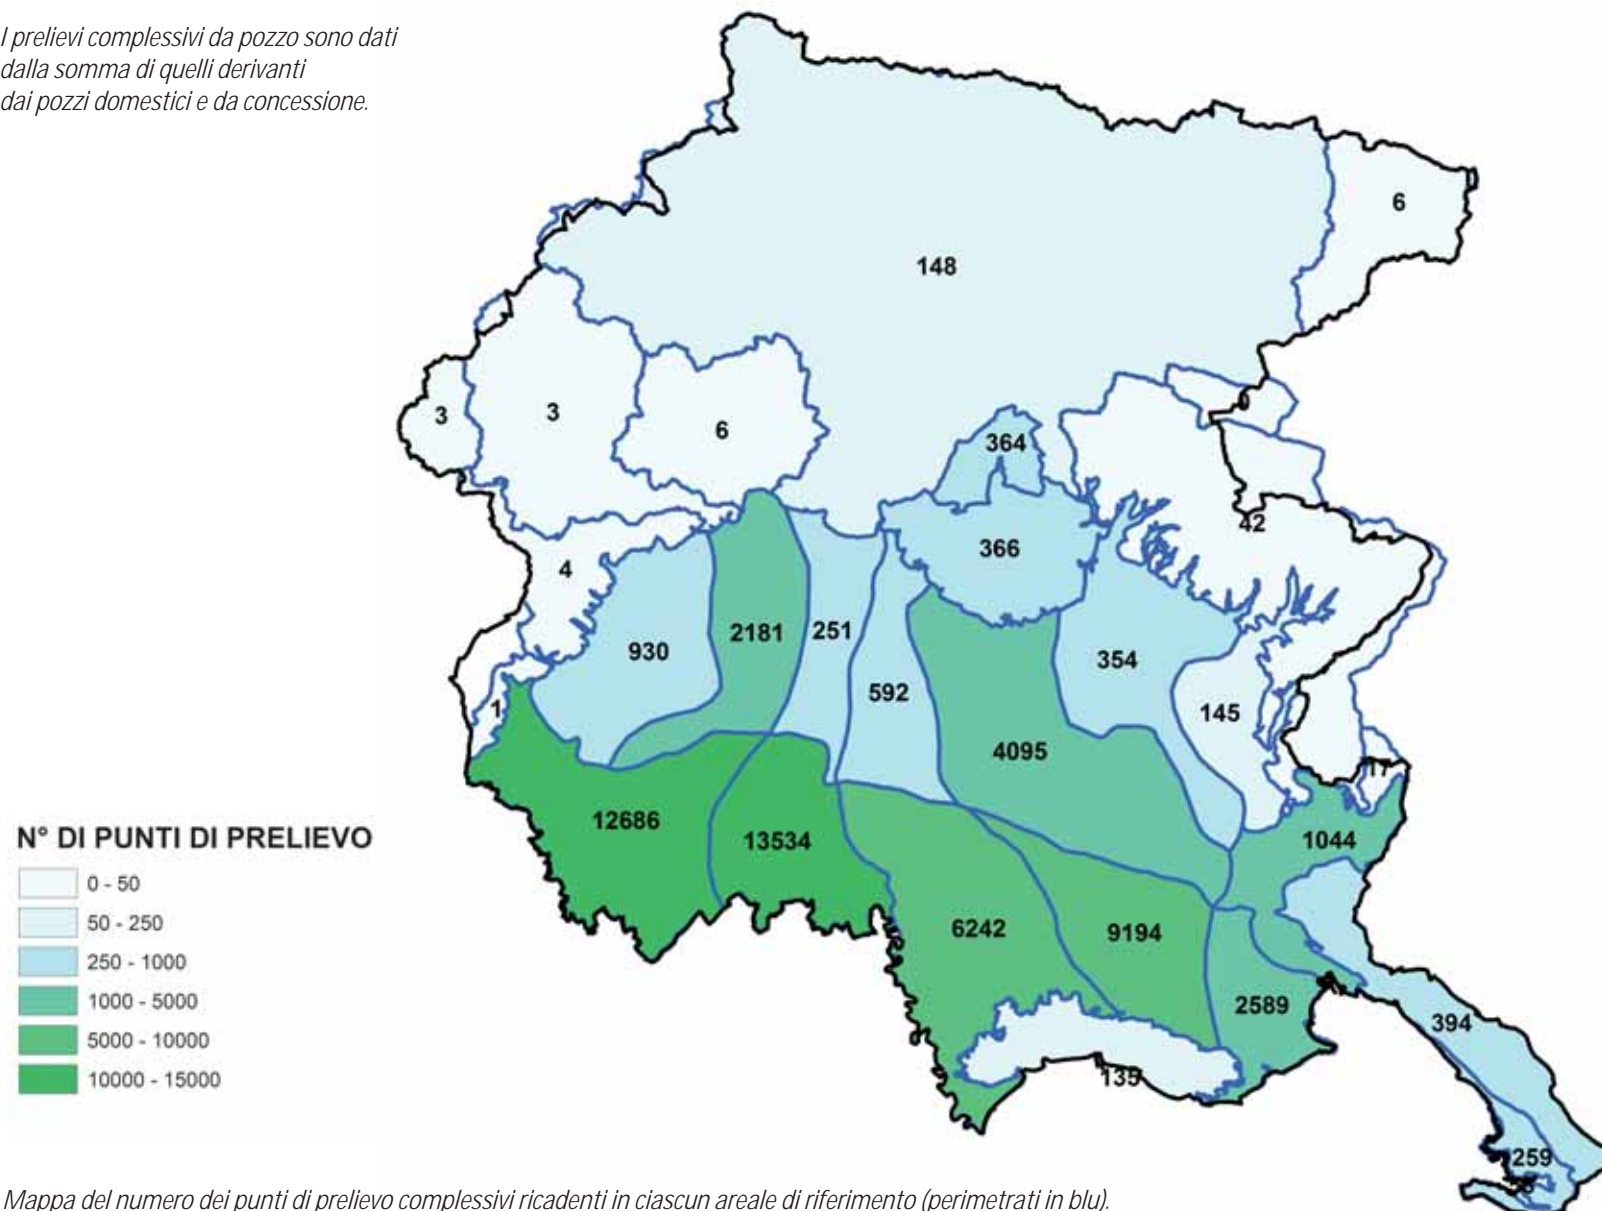 I prelievi complessivi da pozzo sono dati
dalla somma di quelli derivanti
dai pozzi domestici e da concessione.
6
148
3
3
6
364
0
42
366
4
2181
251
930
354
592
1
145
4095
17
12686
13534
1044
6242
9194
2589
394
135
259
N° DI PUNTI DI PRELIEVO
0 - 50
50 - 250
250 - 1000
1000 - 5000
5000 - 10000
10000 - 15000
Mappa del numero dei punti di prelievo complessivi ricadenti in ciascun areale di riferimento (perimetrati in blu).